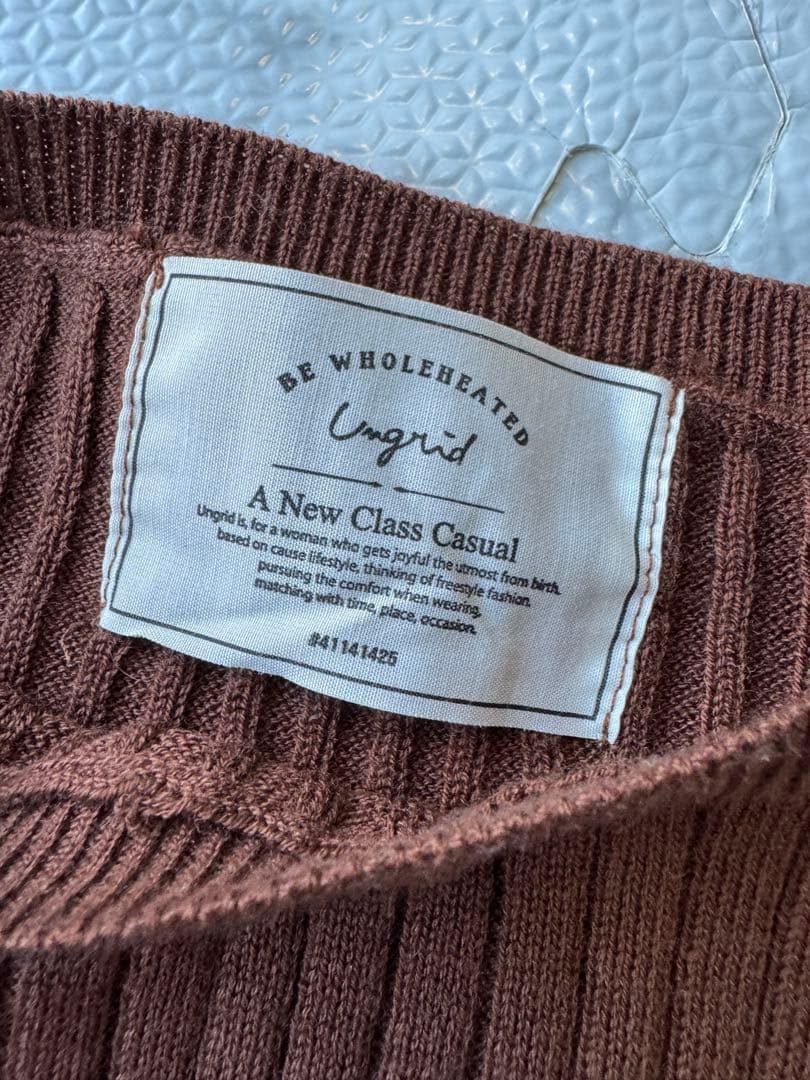 BE WHOLEHEATED
Ungrid
A New Class Casual
Ungrid is, for a woman who gets joyful the utmost from birth,
based on cause lifestyle, thinking of freestyle fashion.
pursuing the comfort when wearing,
matching with time, place, occasion.
#41141425